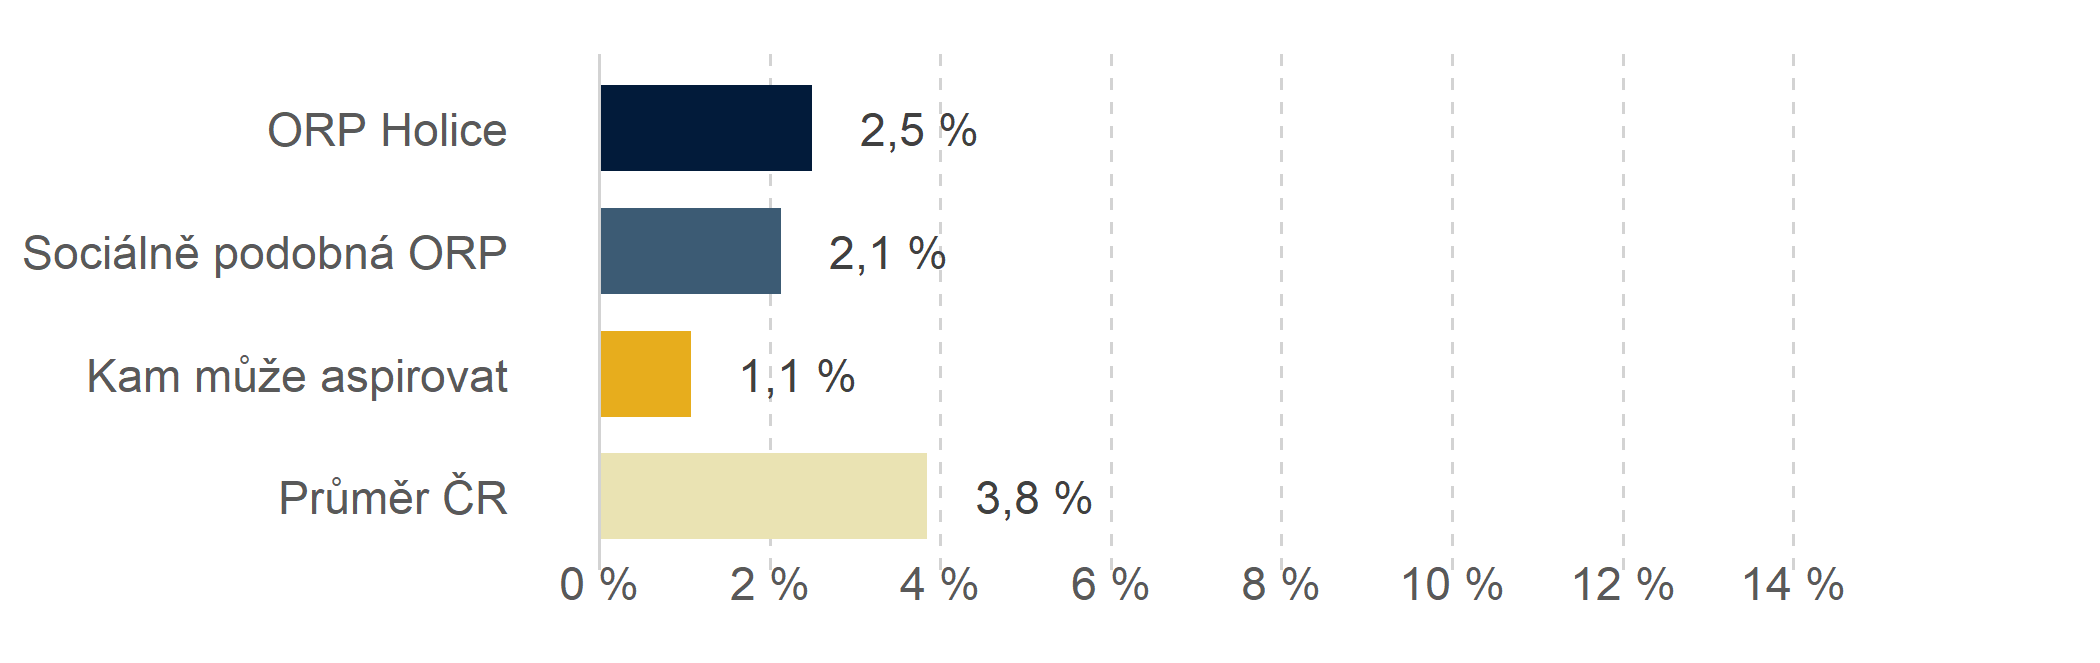 ORP Holice 2,5 %
Sociálně podobná ORP 2,1 %
Kam může aspirovat 1,1 %
Průměr ČR 3,8 %
0 % 2 % 4 % 6 % 8 % 10 % 12 % 14 %